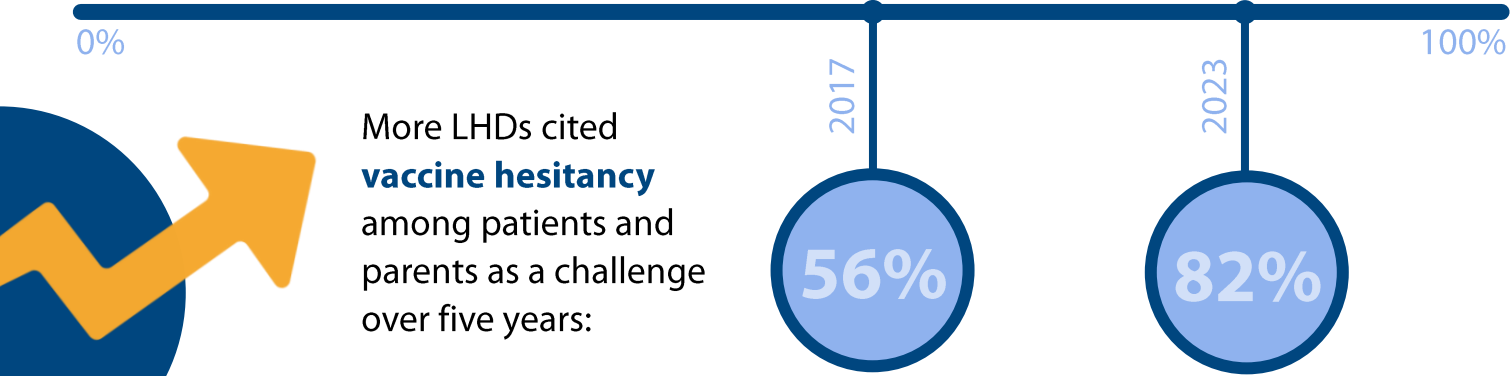 0%
100%
2017
2023
More LHDs cited
vaccine hesitancy
among patients and
parents as a challenge
over five years:
56%
82%